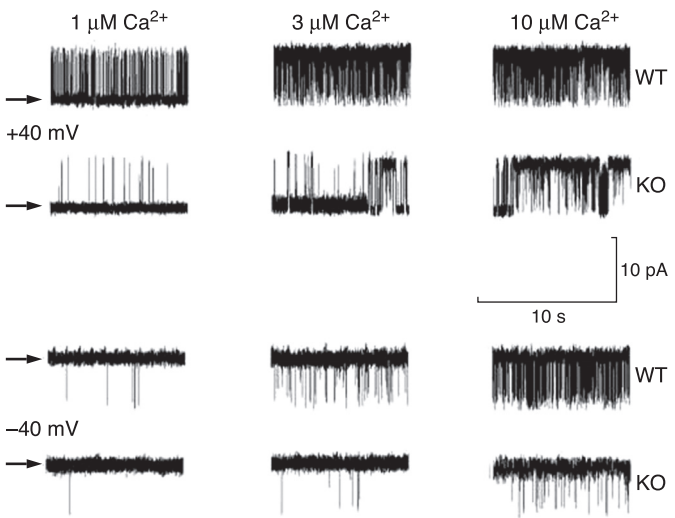 1 μM Ca2+ 3 μM Ca2+ 10 μM Ca2+
WT
+40 mV
KO
10 pA
10 s
WT
−40 mV
KO